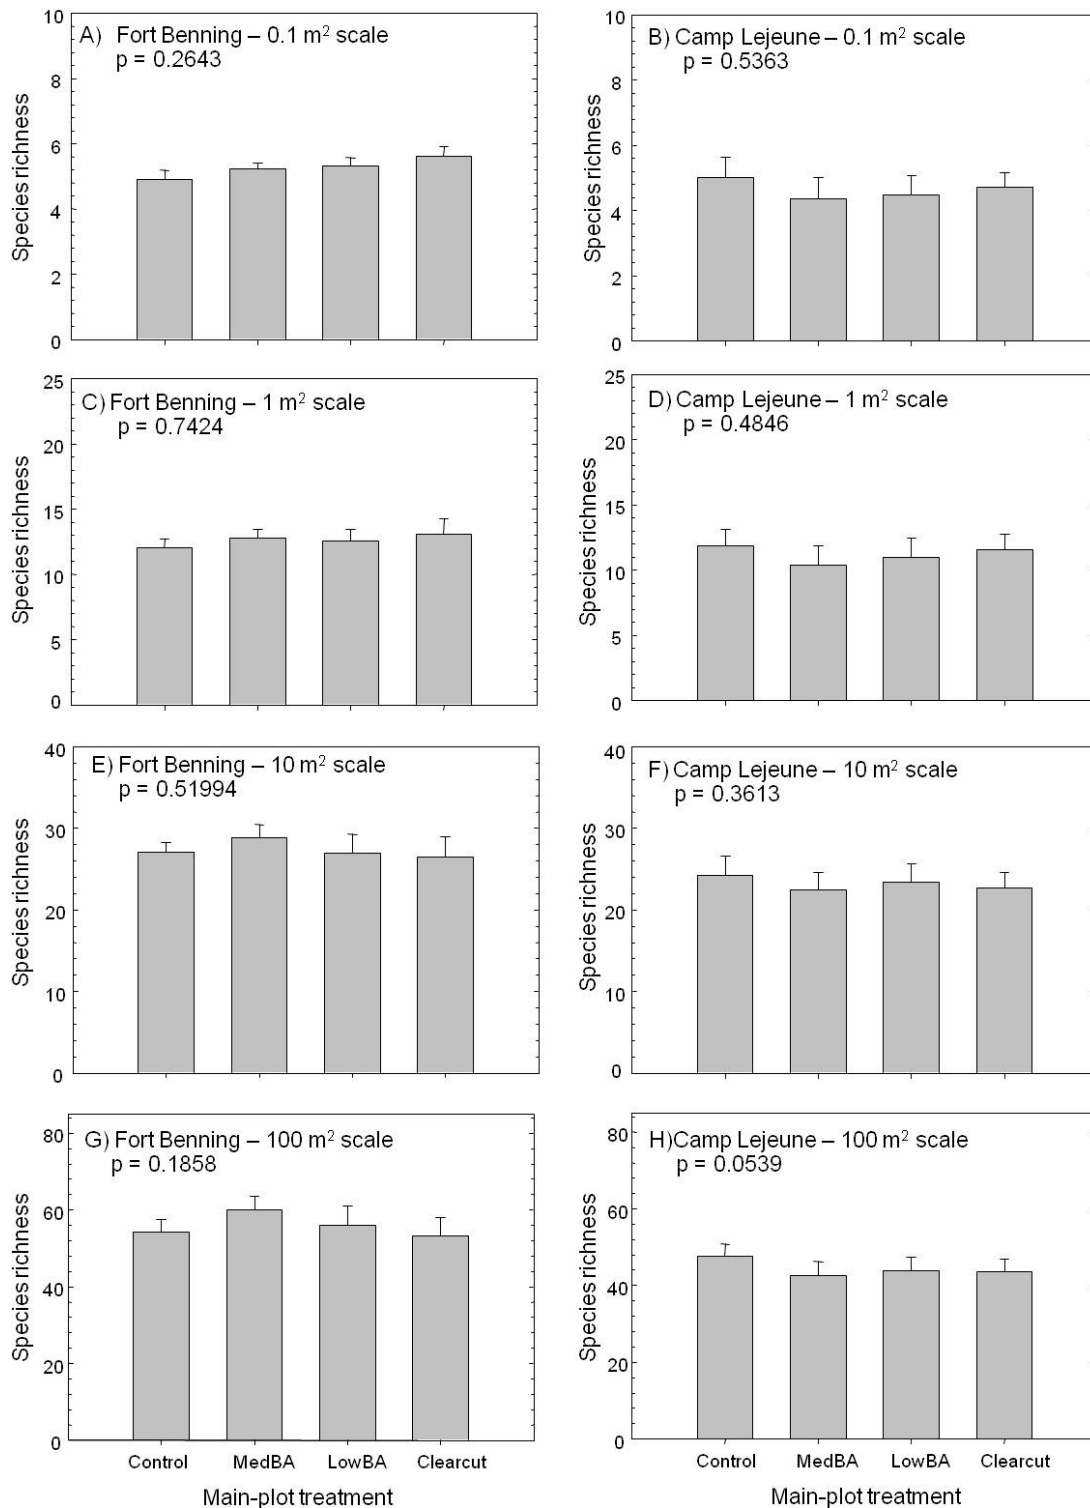 A) Fort Benning – 0.1 m² scale
p = 0.2643
Species richness
10
8
6
4
2
0
B) Camp Lejeune – 0.1 m² scale
p = 0.5363
Species richness
10
8
6
4
2
0
C) Fort Benning – 1 m² scale
p = 0.7424
Species richness
25
20
15
10
5
0
D) Camp Lejeune – 1 m² scale
p = 0.4846
Species richness
25
20
15
10
5
0
E) Fort Benning – 10 m² scale
p = 0.51994
Species richness
40
30
20
10
0
F) Camp Lejeune – 10 m² scale
p = 0.3613
Species richness
40
30
20
10
0
G) Fort Benning – 100 m² scale
p = 0.1858
Species richness
80
60
40
20
0
Control MedBA LowBA Clearcut
Main-plot treatment
H)Camp Lejeune – 100 m² scale
p = 0.0539
Species richness
80
60
40
20
0
Control MedBA LowBA Clearcut
Main-plot treatment